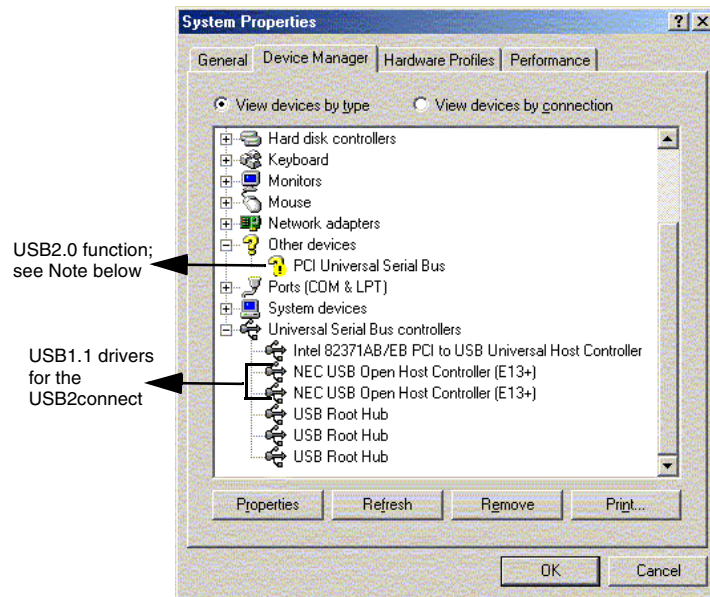 System Properties
General Device Manager Hardware Profiles Performance
View devices by type View devices by connection
Hard disk controllers
Keyboard
Monitors
Mouse
Network adapters
Other devices
PCI Universal Serial Bus
Ports (COM & LPT)
System devices
Universal Serial Bus controllers
Intel 82371AB/EB PCI to USB Universal Host Controller
NEC USB Open Host Controller (E13+)
NEC USB Open Host Controller (E13+)
USB Root Hub
USB Root Hub
USB Root Hub
USB2.0 function;
see Note below
USB1.1 drivers
for the
USB2connect
Properties Refresh Remove Print...
OK Cancel